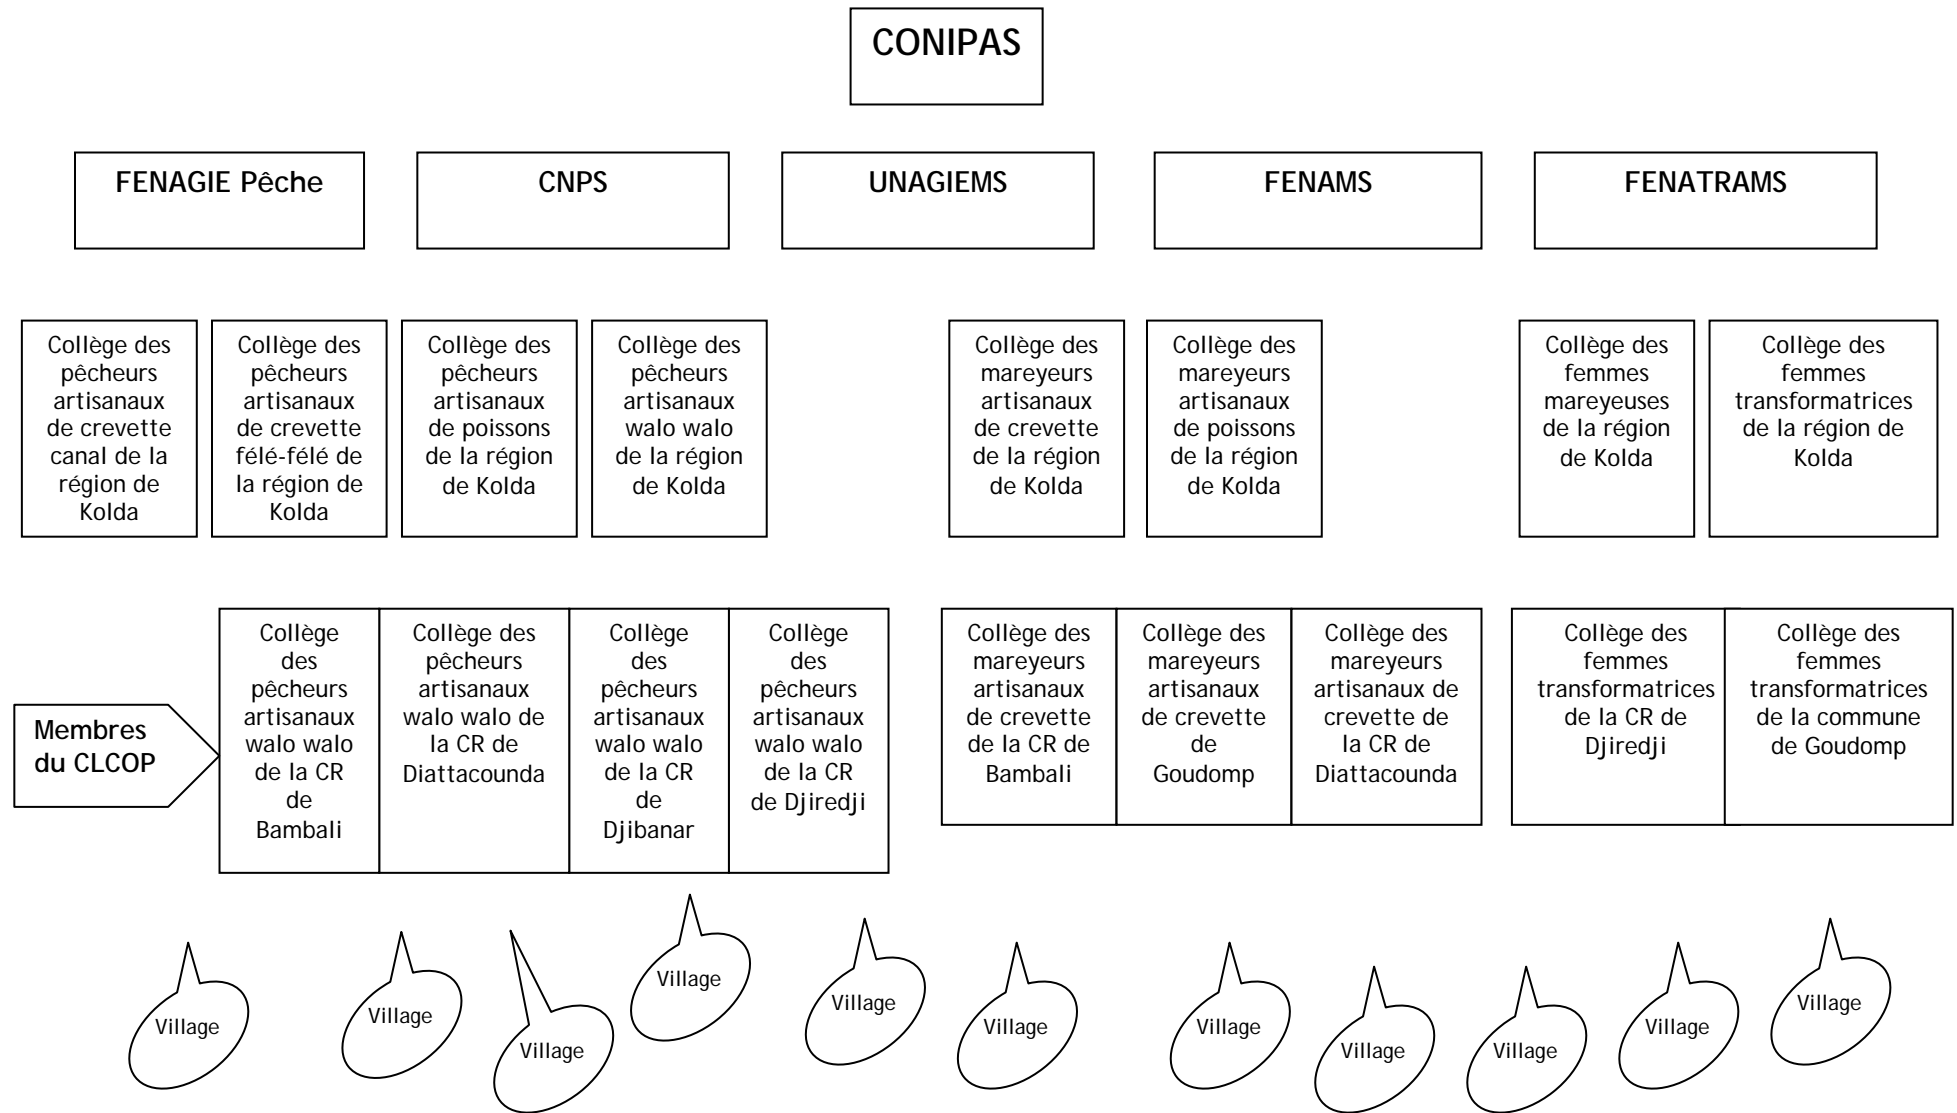 CONIPAS
FENAGIE Pêche
CNPS
UNAGIEMS
FENAMS
FENATRAMS
Collège des
pêcheurs
artisanaux
de crevette
canal de la
région de
Kolda
Collège des
pêcheurs
artisanaux
de crevette
félé-félé de
la région de
Kolda
Collège des
pêcheurs
artisanaux
de poissons
de la région
de Kolda
Collège des
pêcheurs
artisanaux
walo walo
de la région
de Kolda
Collège des
mareyeurs
artisanaux
de crevette
de la région
de Kolda
Collège des
mareyeurs
artisanaux
de poissons
de la région
de Kolda
Collège des
femmes
mareyeuses
de la région
de Kolda
Collège des
femmes
transformatrices
de la région de
Kolda
Membres
du CLCOP
Collège
des
pêcheurs
artisanaux
walo walo
de la CR
de
Bambali
Collège des
pêcheurs
artisanaux
walo walo de
la CR de
Diattacounda
Collège
des
pêcheurs
artisanaux
walo walo
de la CR
de
Djibanar
Collège
des
pêcheurs
artisanaux
walo walo
de la CR
de Djiredji
Collège des
mareyeurs
artisanaux
de crevette
de la CR de
Bambali
Collège des
mareyeurs
artisanaux
de crevette
de
Goudomp
Collège des
mareyeurs
artisanaux de
crevette de
la CR de
Diattacounda
Collège des
femmes
transformatrices
de la CR de
Djiredji
Collège des
femmes
transformatrices
de la commune
de Goudomp
Village
Village
Village
Village
Village
Village
Village
Village
Village
Village
Village